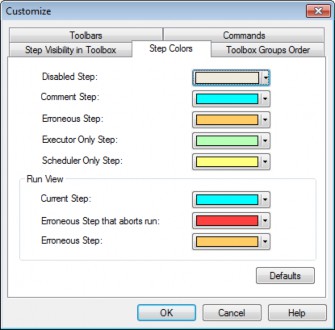 Customize
Toolbars
Commands
Step Visibility in Toolbox
Step Colors
Toolbox Groups Order
Disabled Step:
Comment Step:
Erroneous Step:
Executor Only Step:
Scheduler Only Step:
Run View
Current Step:
Erroneous Step that aborts run:
Erroneous Step:
Defaults
OK
Cancel
Help